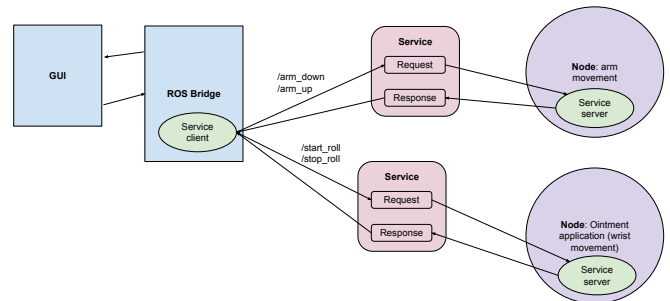 GUI
ROS Bridge
Service
client
/arm_down
/arm_up
Service
Request
Response
Node: arm
movement
Service
server
/start_roll
/stop_roll
Service
Request
Response
Node: Ointment
application (wrist
movement)
Service
server